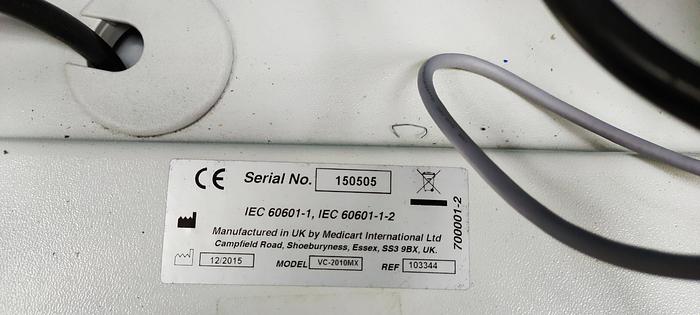 CE Serial No. 150505
IEC 60601-1, IEC 60601-1-2
Manufactured in UK by Medicart International Ltd
Campfield Road, Shoeburyness, Essex, SS3 9BX, UK.
12/2015 MODEL VC-2010MX REF 103344
700001-2